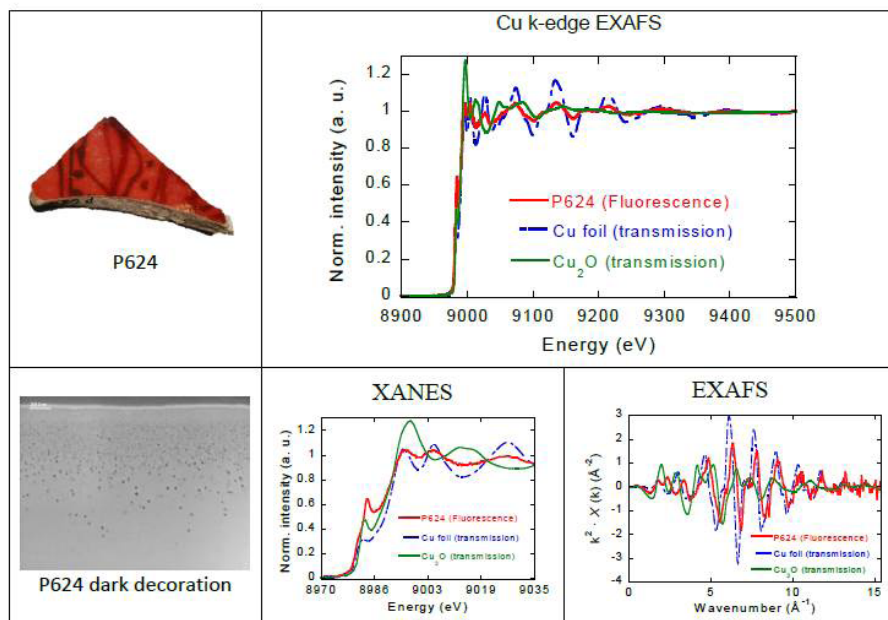 Cu k-edge EXAFS
Norm. intensity (a. u.)
1.2
1
0.8
0.6
0.4
0.2
0
P624 (Fluorescence)
Cu foil (transmission)
Cu2O (transmission)
8900 9000 9100 9200 9300 9400 9500
Energy (eV)
P624
P624 dark decoration
XANES
Norm. intensity (a. u.)
1.4
1.2
1
0.8
0.6
0.4
0.2
0
P624 (Fluorescence)
Cu foil (transmission)
Cu2O (transmission)
8970 8986 9003 9019 9035
Energy (eV)
EXAFS
k2 · X (k) (Å-2)
3
2
1
0
-1
-2
-3
-4
P624 (Fluorescence)
Cu foil (transmission)
Cu2O (transmission)
0 5 10 15
Wavenumber (Å-1)